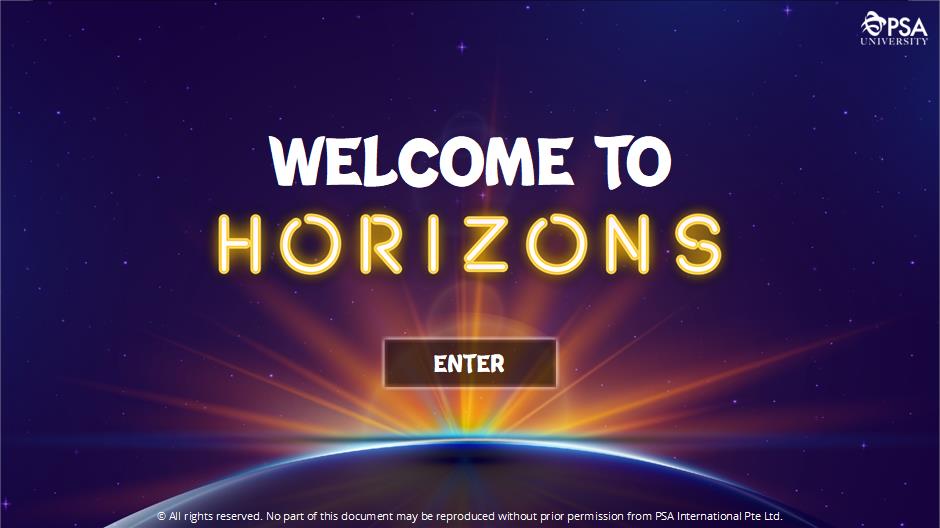 PSA
UNIVERSITY
WELCOME TO
HORIZONS
ENTER
© All rights reserved. No part of this document may be reproduced without prior permission from PSA International Pte Ltd.